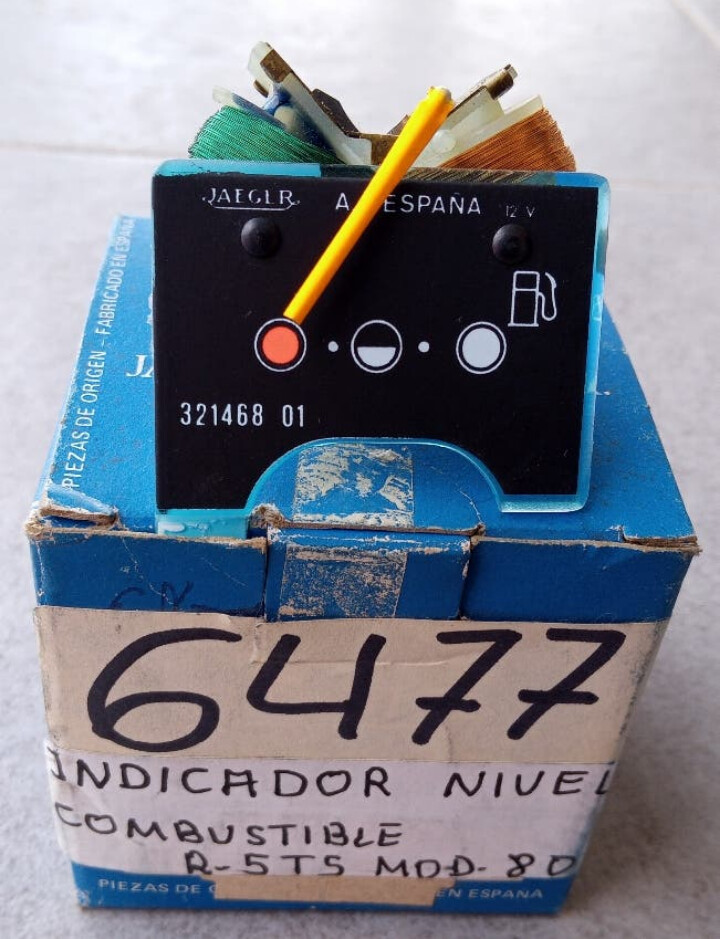 JAEGER A ESPAÑA 12 V
321468 01
PIEZAS DE ORIGEN - FABRICADO EN ESPAÑA
6477
INDICADOR NIVEL
COMBUSTIBLE
R-5TS MOD-80
PIEZAS DE EN ESPAÑA